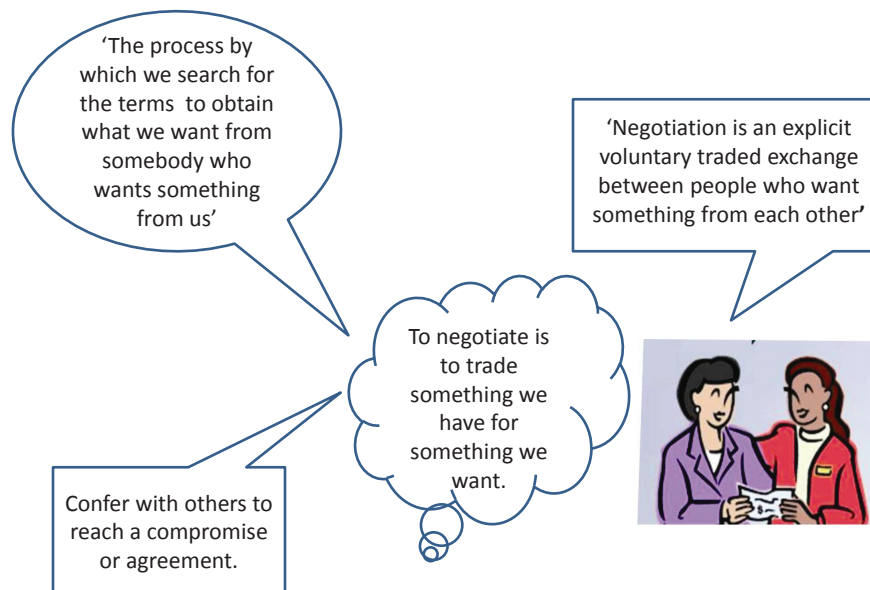 ‘The process by
which we search for
the terms to obtain
what we want from
somebody who
wants something
from us’
‘Negotiation is an explicit
voluntary traded exchange
between people who want
something from each other’
To negotiate is
to trade
something we
have for
something we
want.
Confer with others to
reach a compromise
or agreement.